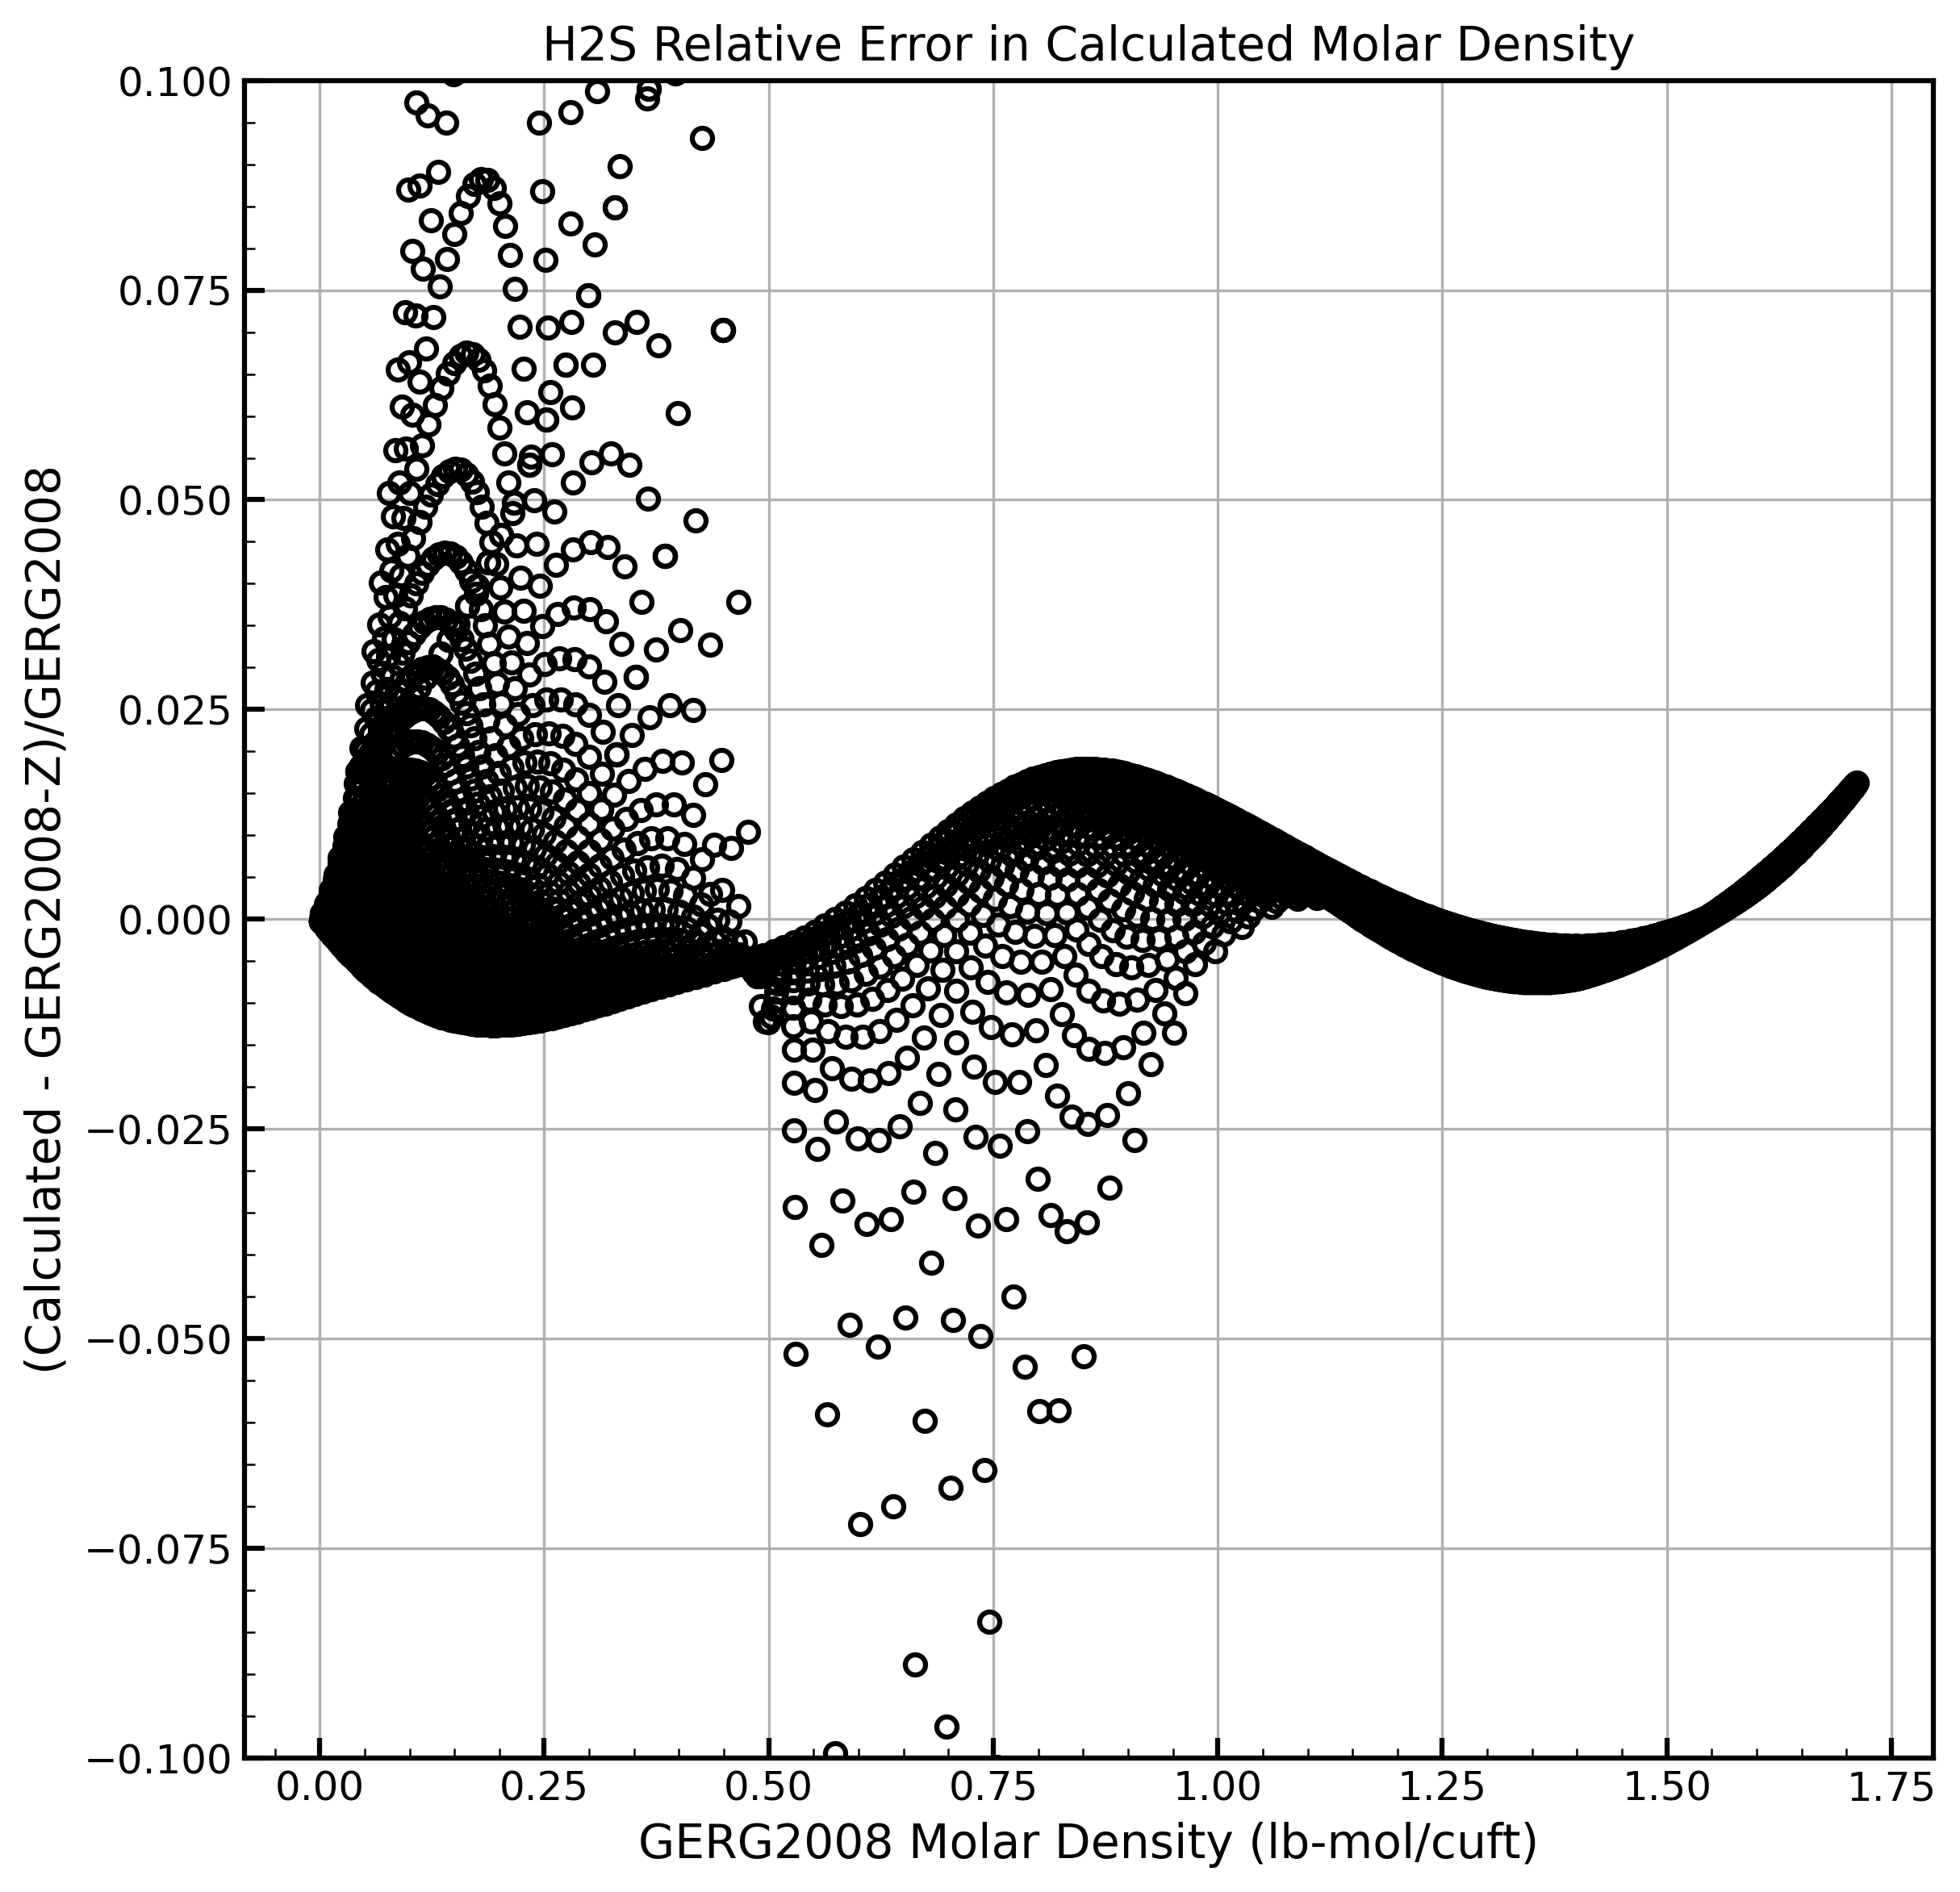 H2S Relative Error in Calculated Molar Density
(Calculated - GERG2008-Z)/GERG2008
0.100
0.075
0.050
0.025
0.000
−0.025
−0.050
−0.075
−0.100
0.00 0.25 0.50 0.75 1.00 1.25 1.50 1.75
GERG2008 Molar Density (lb-mol/cuft)